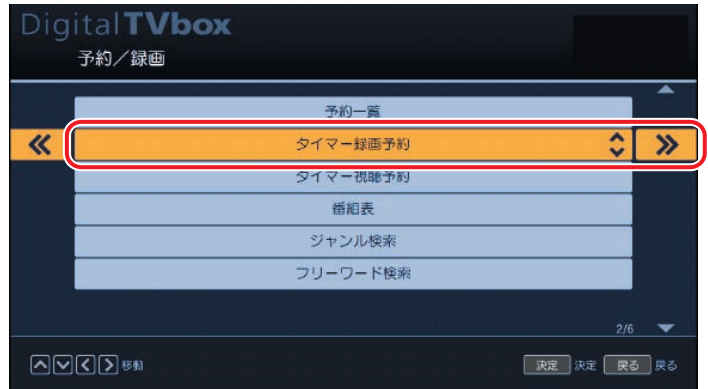 Digital TVbox
予約／録画
予約一覧
タイマー録画予約
タイマー視聴予約
番組表
ジャンル検索
フリーワード検索
2/6
移動 決定 決定 戻る 戻る